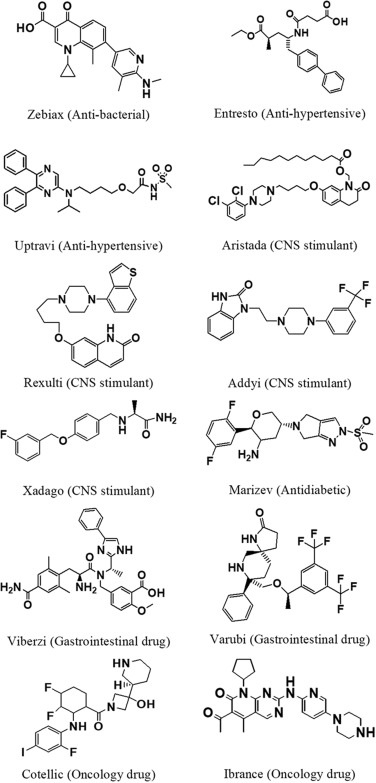 Zebiax (Anti-bacterial)
Entresto (Anti-hypertensive)
Uptravi (Anti-hypertensive)
Aristada (CNS stimulant)
Rexulti (CNS stimulant)
Addyi (CNS stimulant)
Xadago (CNS stimulant)
Marizev (Antidiabetic)
Viberzi (Gastrointestinal drug)
Varubi (Gastrointestinal drug)
Cotellic (Oncology drug)
Ibrance (Oncology drug)